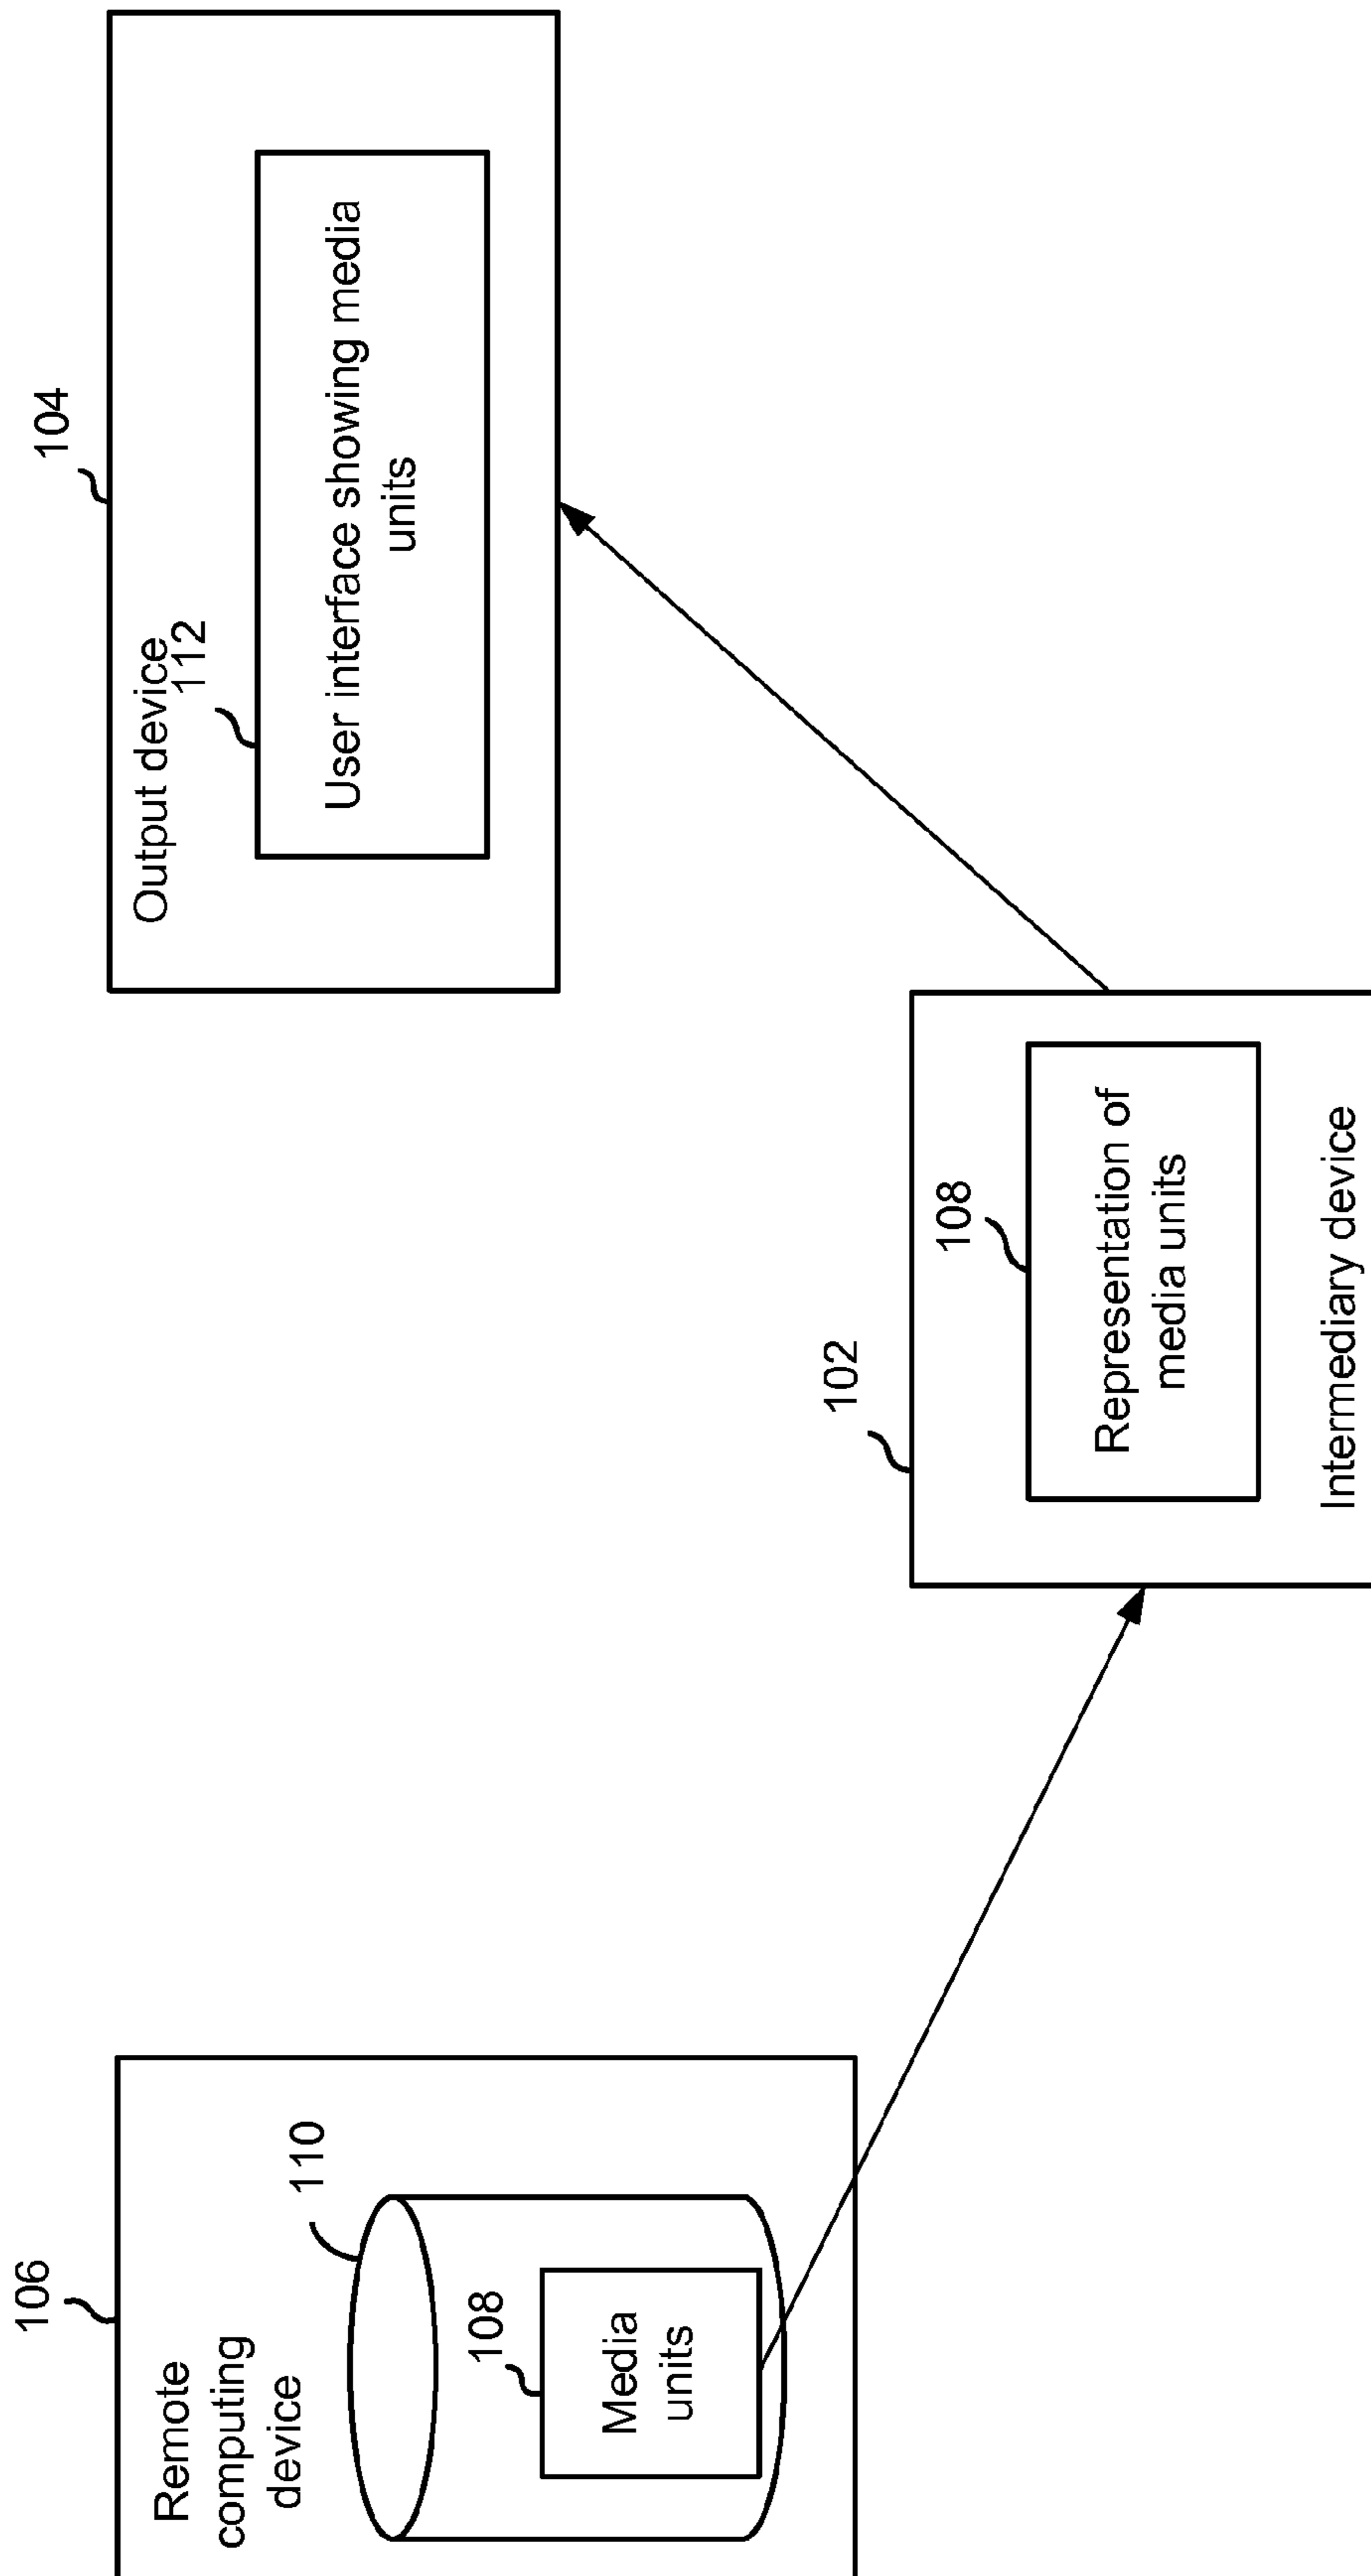 106
Remote
computing
device
110
108
Media
units
102
108
Representation of
media units
Intermediary device
104
Output device
112
User interface showing media
units